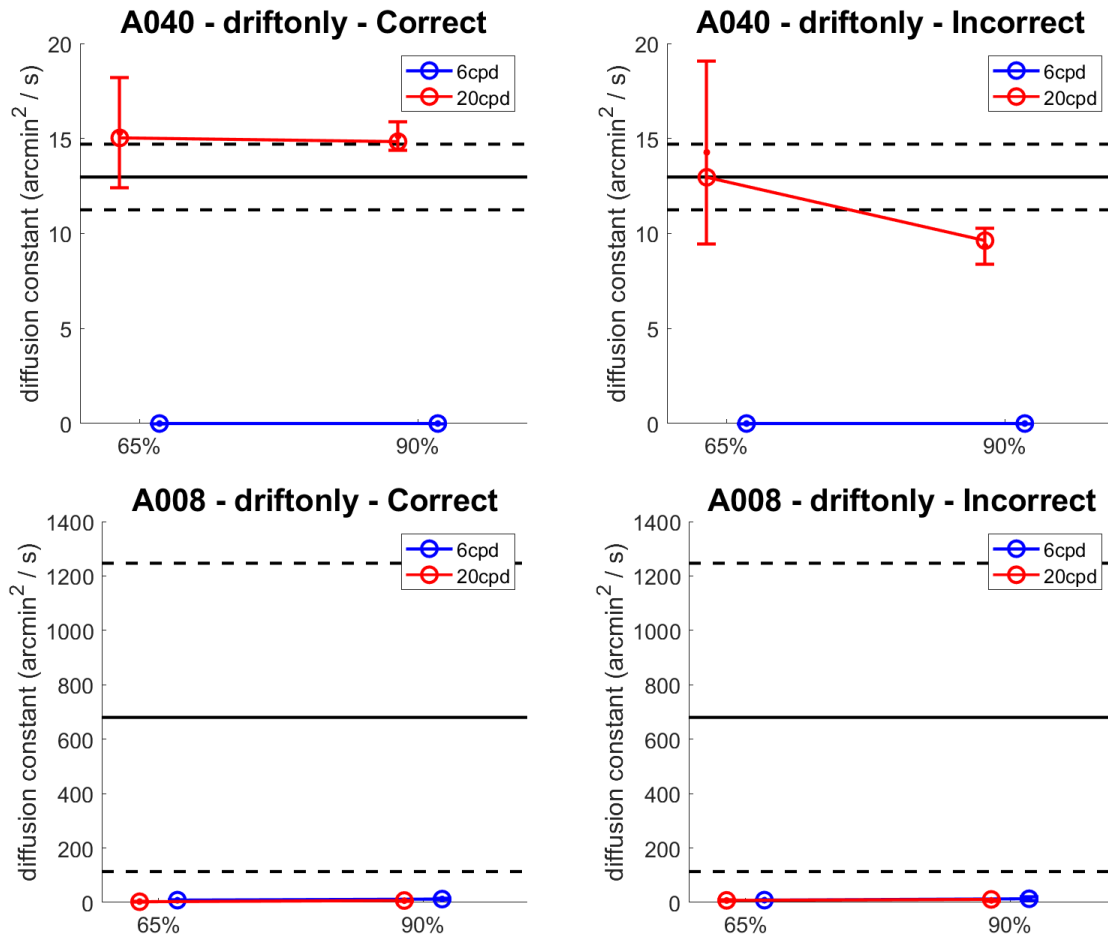 A040 - driftonly - Correct
diffusion constant (arcmin² / s)
20
15
10
5
0
65%
90%
6cpd
20cpd
A040 - driftonly - Incorrect
diffusion constant (arcmin² / s)
20
15
10
5
0
65%
90%
6cpd
20cpd
A008 - driftonly - Correct
diffusion constant (arcmin² / s)
1400
1200
1000
800
600
400
200
0
65%
90%
6cpd
20cpd
A008 - driftonly - Incorrect
diffusion constant (arcmin² / s)
1400
1200
1000
800
600
400
200
0
65%
90%
6cpd
20cpd